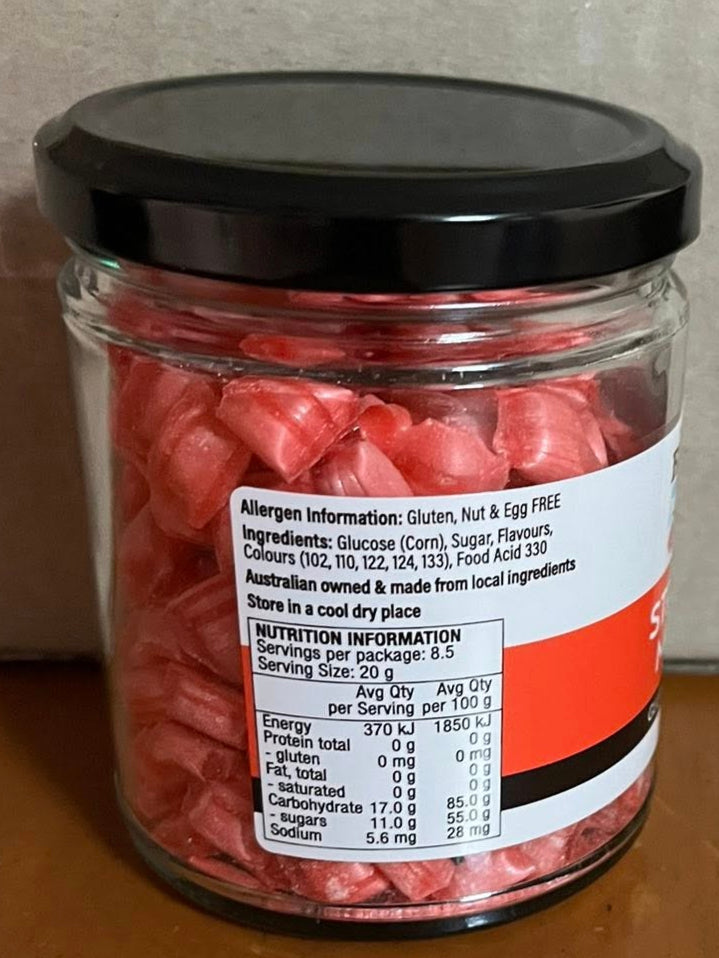 Allergen Information: Gluten, Nut & Egg FREE
Ingredients: Glucose (Corn), Sugar, Flavours,
Colours (102, 110, 122, 124, 133), Food Acid 330
Australian owned & made from local ingredients
Store in a cool dry place
NUTRITION INFORMATION
Servings per package: 8.5
Serving Size: 20 g
Avg Qty Avg Qty
per Serving per 100 g
Energy 370 kJ 1850 kJ
Protein total 0 g 0 g
- gluten 0 mg 0 mg
Fat, total 0 g 0 g
- saturated 0 g 0 g
Carbohydrate 17.0 g 85.0 g
- sugars 11.0 g 55.0 g
Sodium 5.6 mg 28 mg